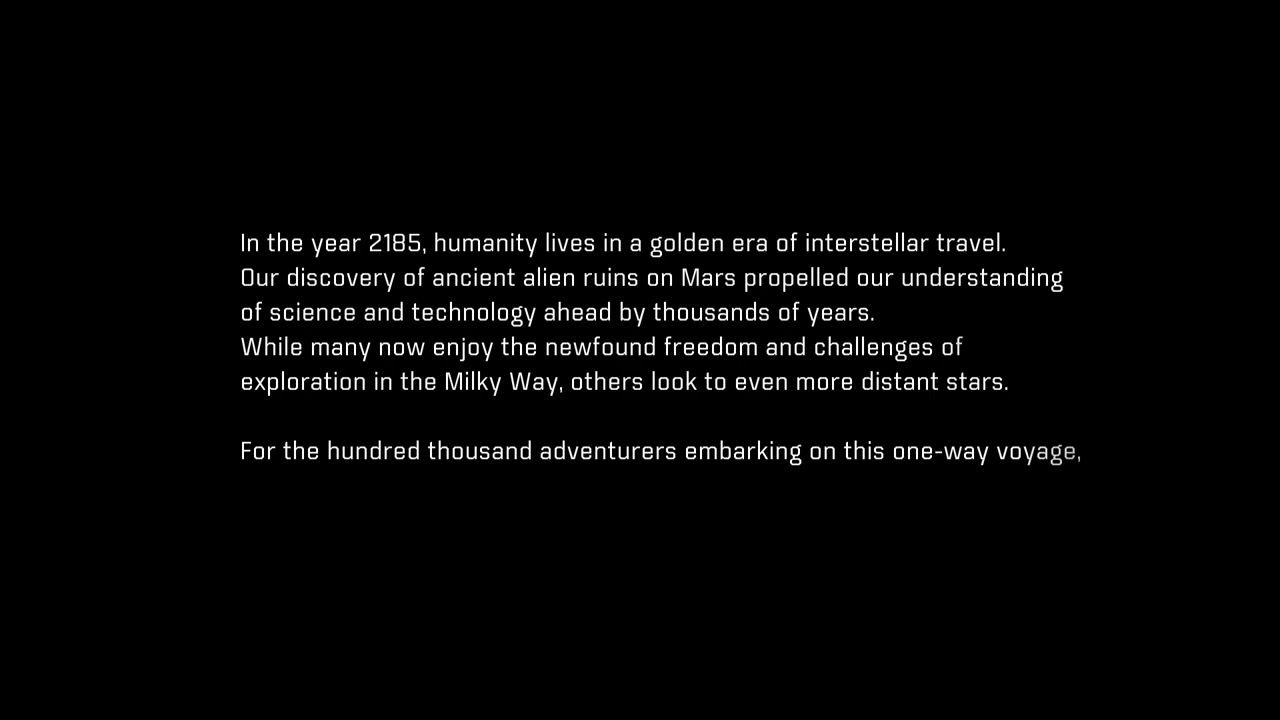 In the year 2185, humanity lives in a golden era of interstellar travel.
Our discovery of ancient alien ruins on Mars propelled our understanding
of science and technology ahead by thousands of years.
While many now enjoy the newfound freedom and challenges of
exploration in the Milky Way, others look to even more distant stars.
For the hundred thousand adventurers embarking on this one-way voyage,